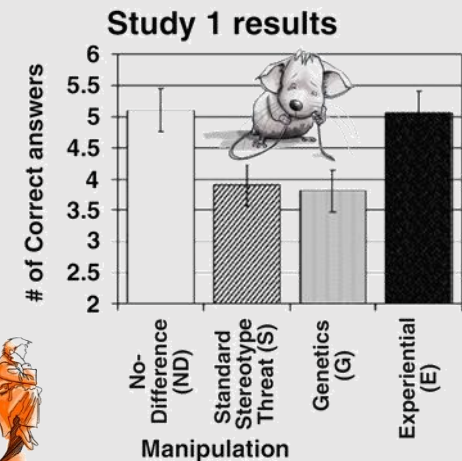 Study 1 results
# of Correct answers
6
5.5
5
4.5
4
3.5
3
2.5
2
No-
Difference
(ND)
Standard
Stereotype
Threat (S)
Genetics
(G)
Experiential
(E)
Manipulation